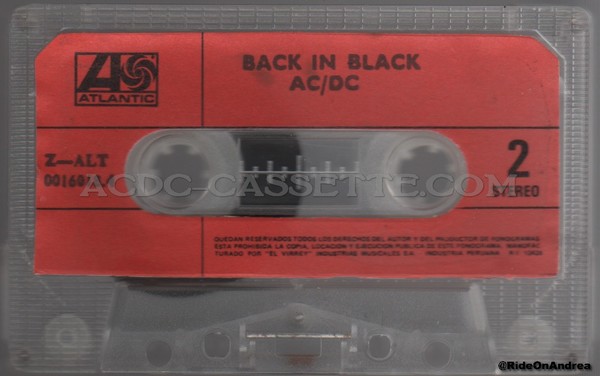 BACK IN BLACK
AC/DC
ATLANTIC
Z—ALT
2
STEREO
ACDC-CASSETTE.COM
QUEDAN RESERVADOS TODOS LOS DERECHOS DEL AUTOR Y DEL PRODUCTOR DE FONOGRAMAS
ESTA PROHIBIDA LA COPIA, LOCACION Y EJECUCION PUBLICA DE ESTE FONOGRAMA. MANUFAC
TURADO POR "EL VIRREY" INDUSTRIAS MUSICALES S.A. INDUSTRIA PERUANA
@RideOnAndrea